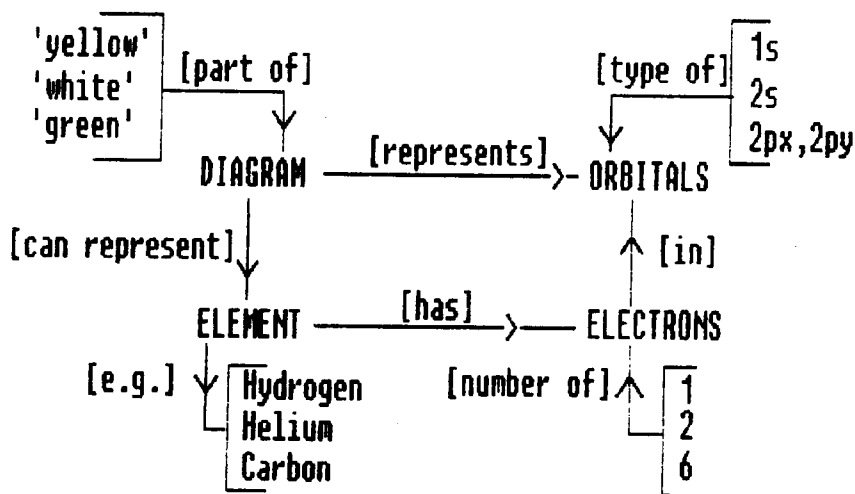 'yellow'
'white'
'green'
[part of]
[type of]
1s
2s
2px,2py
DIAGRAM
[represents]
ORBITALS
[can represent]
[in]
ELEMENT
[has]
ELECTRONS
[e.g.]
Hydrogen
Helium
Carbon
[number of]
1
2
6